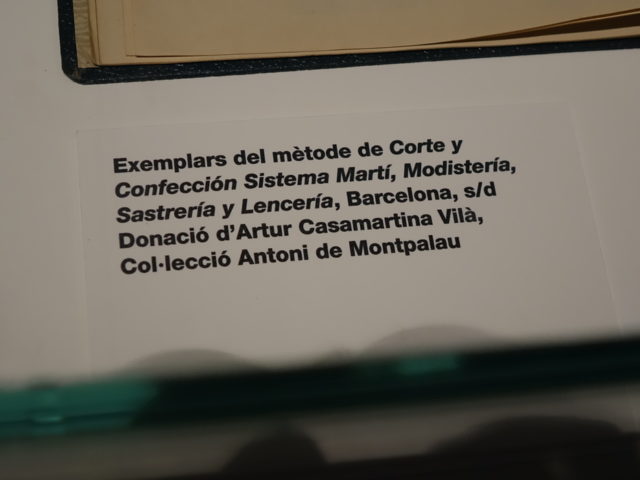 Exemplars del mètode de Corte y
Confección Sistema Martí, Modistería,
Sastrería y Lencería, Barcelona, s/d
Donació d'Artur Casamartina Vilà,
Col·lecció Antoni de Montpalau